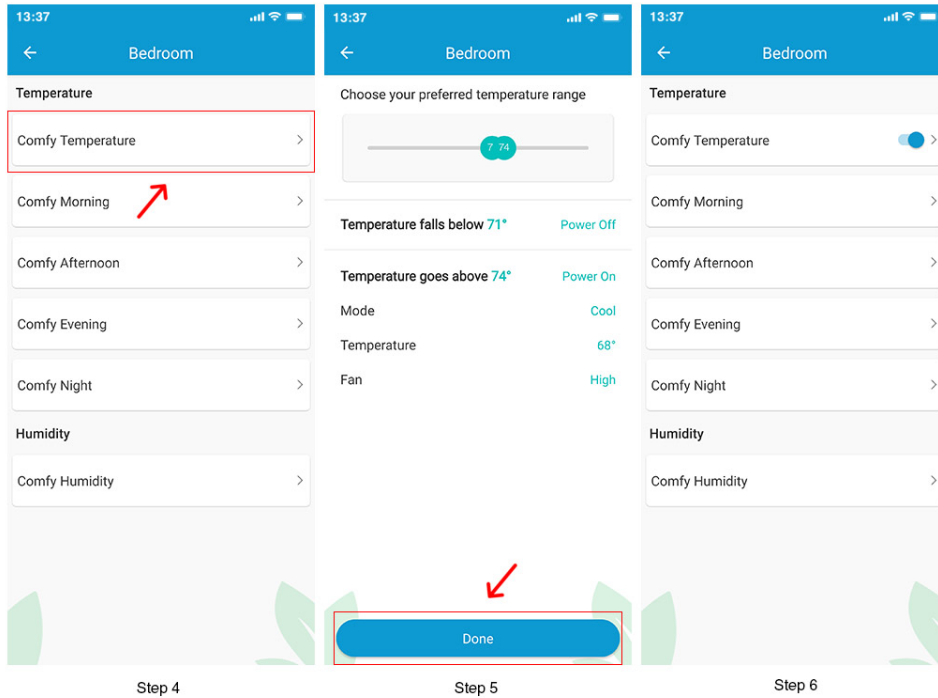 13:37
Bedroom
Temperature
Comfy Temperature
Comfy Morning
Comfy Afternoon
Comfy Evening
Comfy Night
Humidity
Comfy Humidity
Step 4
13:37
Bedroom
Choose your preferred temperature range
7 74
Temperature falls below 71° Power Off
Temperature goes above 74° Power On
Mode Cool
Temperature 68°
Fan High
Done
Step 5
13:37
Bedroom
Temperature
Comfy Temperature
Comfy Morning
Comfy Afternoon
Comfy Evening
Comfy Night
Humidity
Comfy Humidity
Step 6